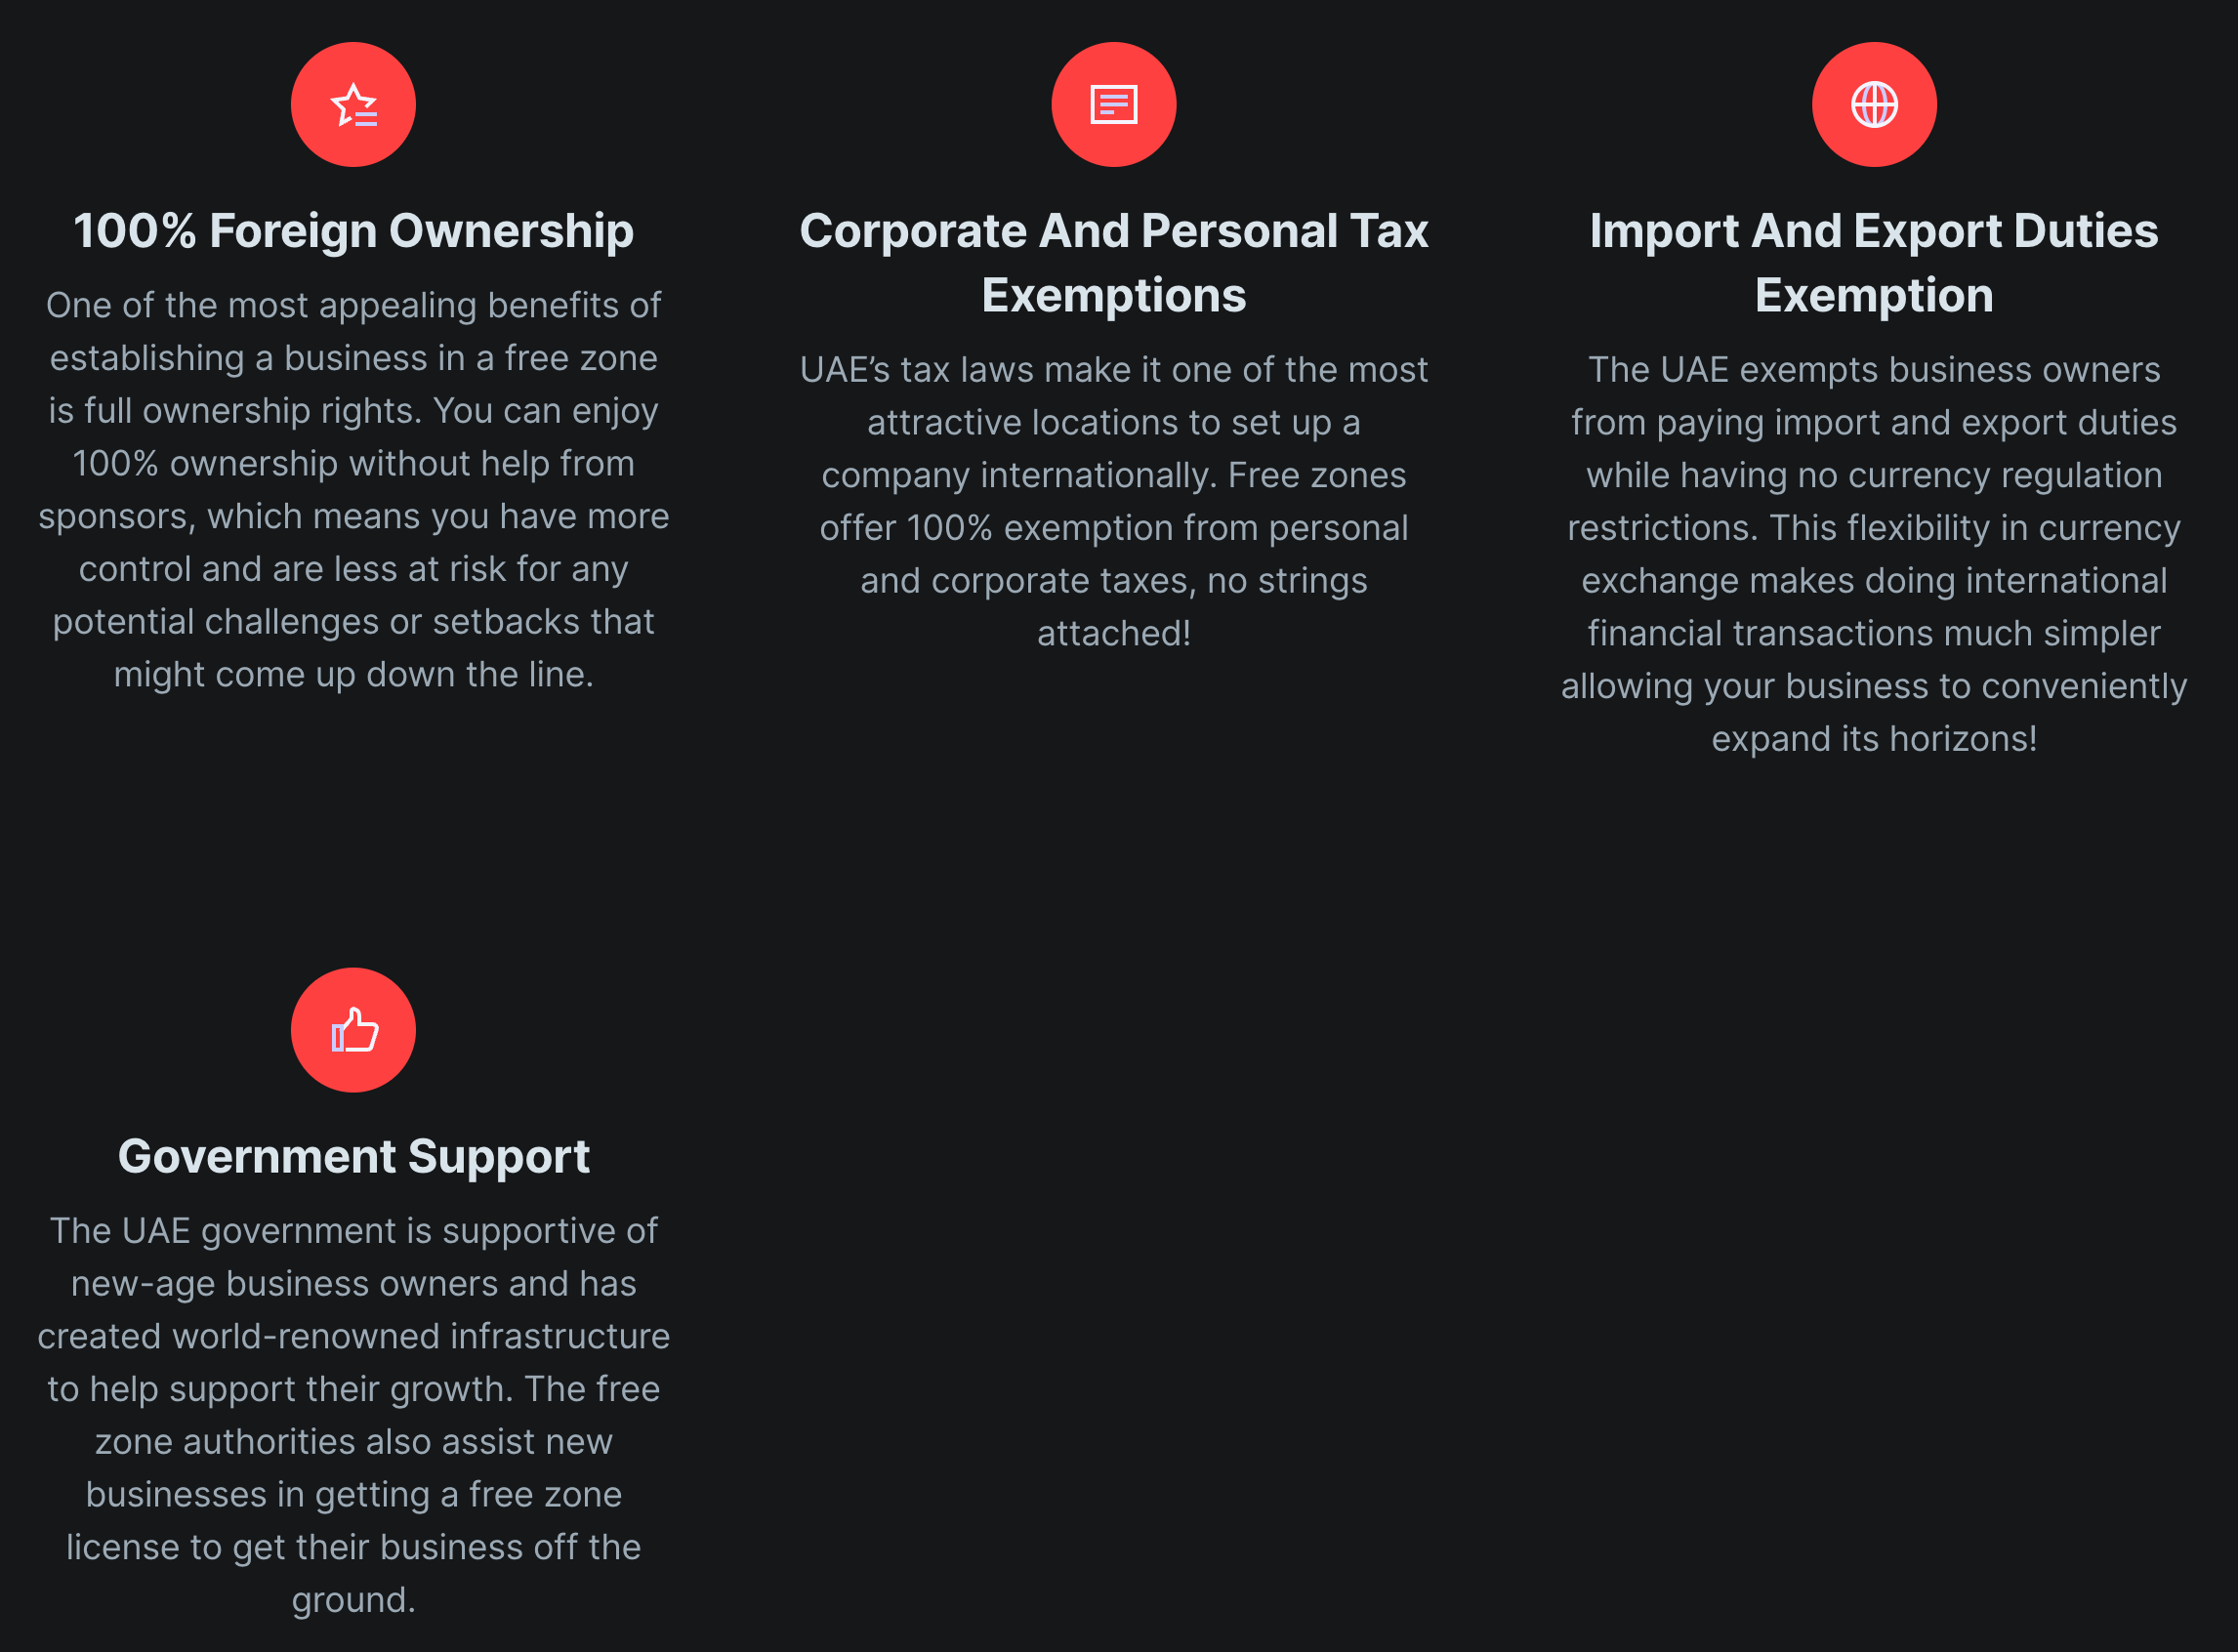 100% Foreign Ownership
One of the most appealing benefits of
establishing a business in a free zone
is full ownership rights. You can enjoy
100% ownership without help from
sponsors, which means you have more
control and are less at risk for any
potential challenges or setbacks that
might come up down the line.
Corporate And Personal Tax
Exemptions
UAE’s tax laws make it one of the most
attractive locations to set up a
company internationally. Free zones
offer 100% exemption from personal
and corporate taxes, no strings
attached!
Import And Export Duties
Exemption
The UAE exempts business owners
from paying import and export duties
while having no currency regulation
restrictions. This flexibility in currency
exchange makes doing international
financial transactions much simpler
allowing your business to conveniently
expand its horizons!
Government Support
The UAE government is supportive of
new-age business owners and has
created world-renowned infrastructure
to help support their growth. The free
zone authorities also assist new
businesses in getting a free zone
license to get their business off the
ground.